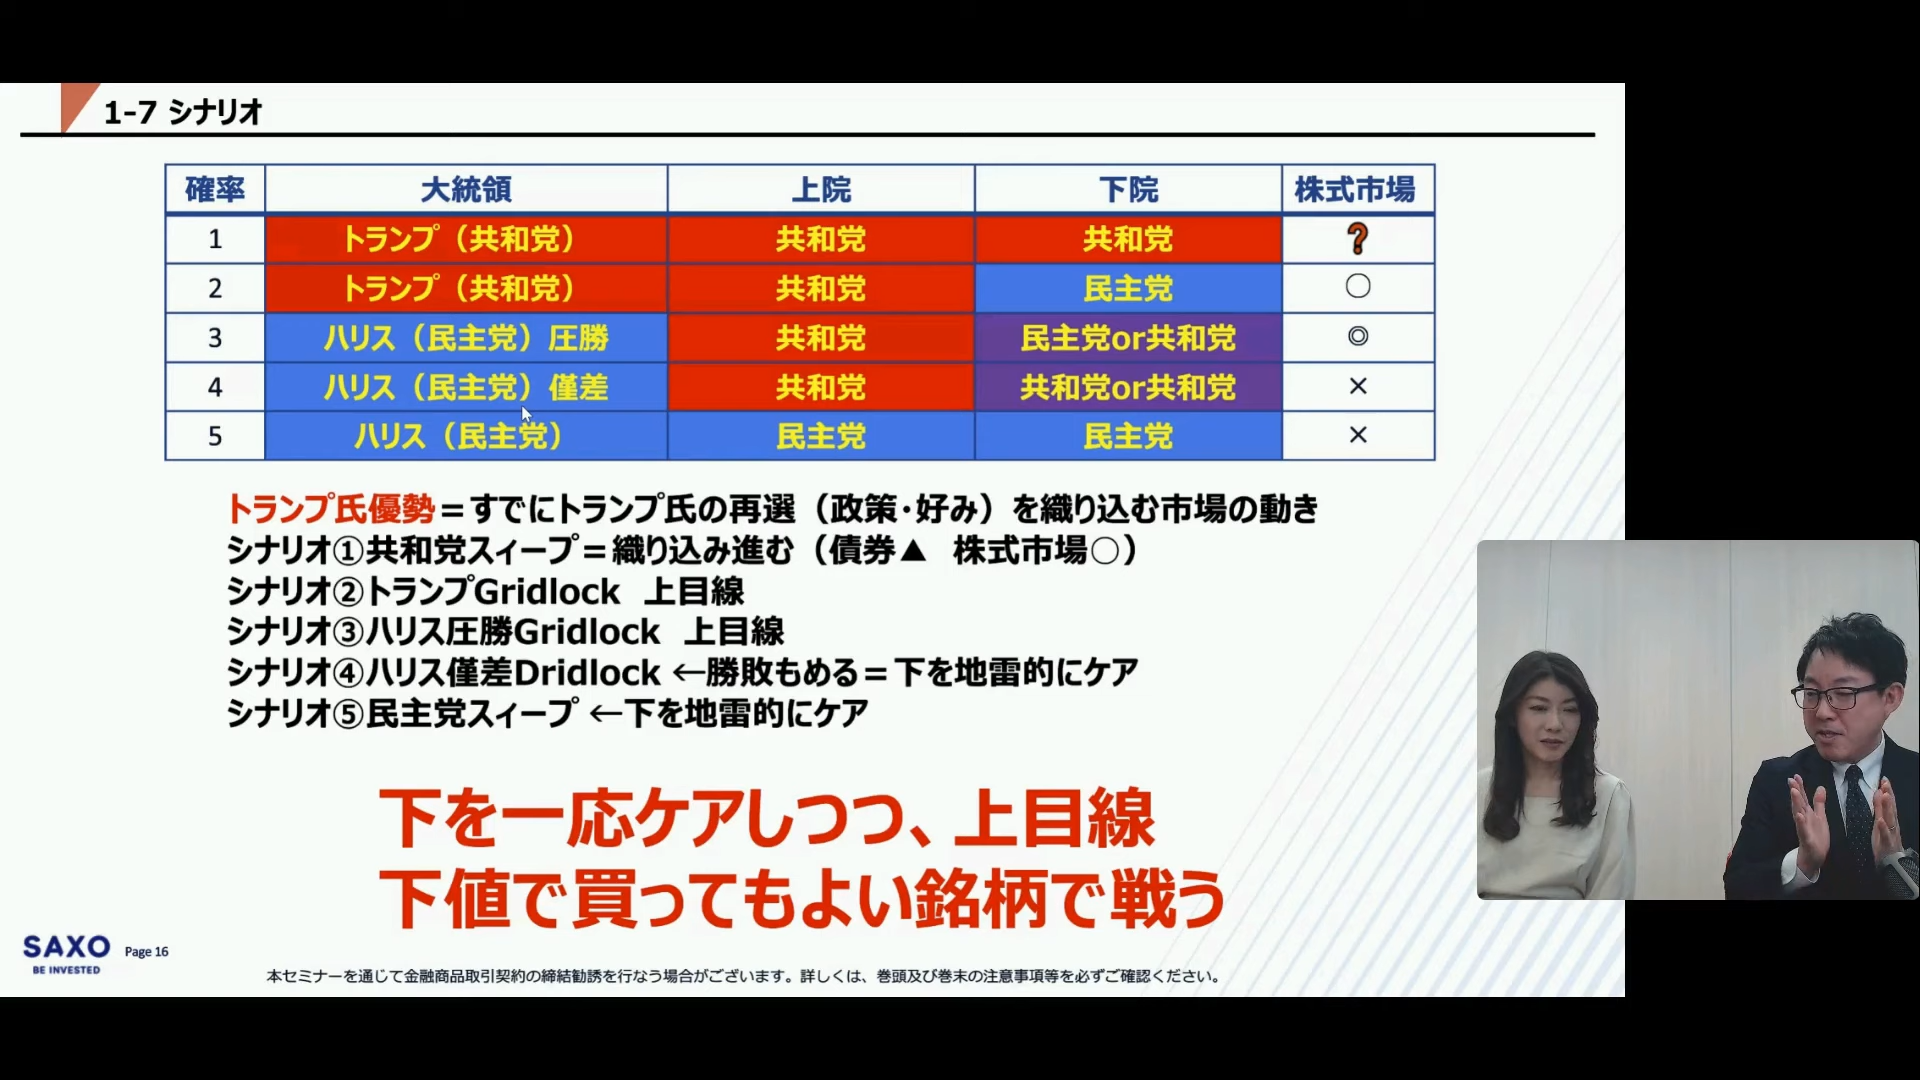 1-7 シナリオ
確率 大統領 上院 下院 株式市場
1 トランプ（共和党） 共和党 共和党 ❓
2 トランプ（共和党） 共和党 民主党 〇
3 ハリス（民主党）圧勝 共和党 民主党or共和党 ◎
4 ハリス（民主党）僅差 共和党 共和党or共和党 ×
5 ハリス（民主党） 民主党 民主党 ×
トランプ氏優勢＝すでにトランプ氏の再選（政策・好み）を織り込む市場の動き
シナリオ①共和党スィープ＝織り込み進む（債券▲　株式市場〇）
シナリオ②トランプGridlock　上目線
シナリオ③ハリス圧勝Gridlock　上目線
シナリオ④ハリス僅差Dridlock ←勝敗もめる＝下を地雷的にケア
シナリオ⑤民主党スィープ ←下を地雷的にケア
下を一応ケアしつつ、上目線
下値で買ってもよい銘柄で戦う
SAXO
BE INVESTED
Page 16
本セミナーを通じて金融商品取引契約の締結勧誘を行なう場合がございます。詳しくは、巻頭及び巻末の注意事項等を必ずご確認ください。